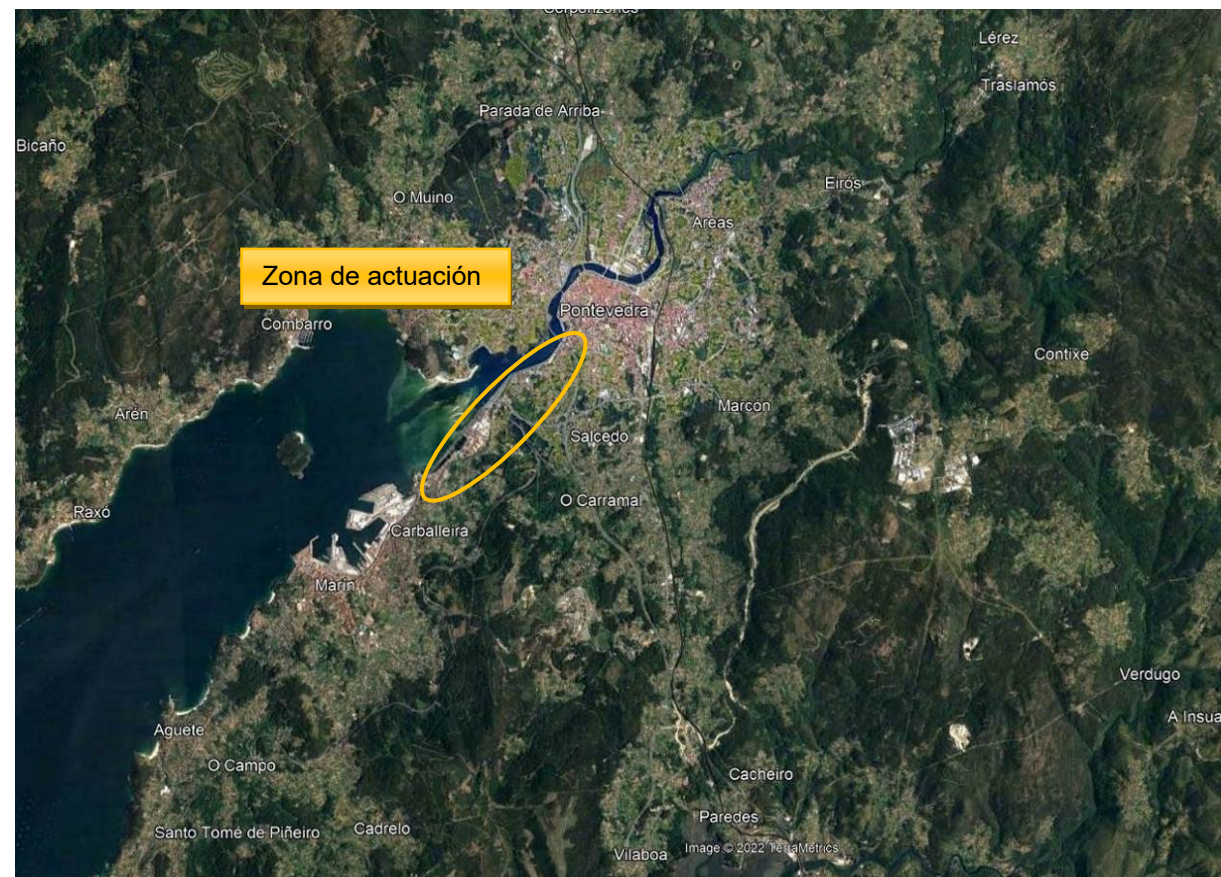 Lérez
Traslamós
Parada de Arriba
Bicaño
O Muino
Eirós
Areas
Zona de actuación
Pontevedra
Combarro
Contixe
Arén
Marcón
Salcedo
O Carramal
Raxó
Carballeira
Marín
Verdugo
A Insua
Aguete
O Campo
Cacheiro
Paredes
Santo Tomé de Piñeiro
Cadrelo
Vilaboa
Image © 2022 TerraMetrics